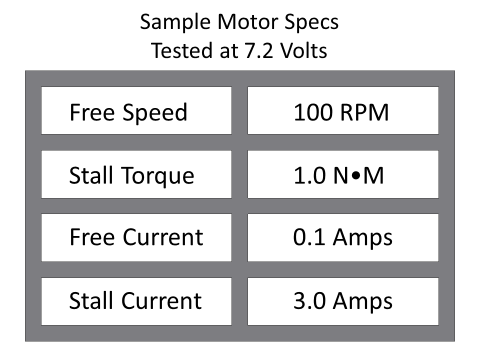 Sample Motor Specs
Tested at 7.2 Volts
Free Speed 100 RPM
Stall Torque 1.0 N•M
Free Current 0.1 Amps
Stall Current 3.0 Amps